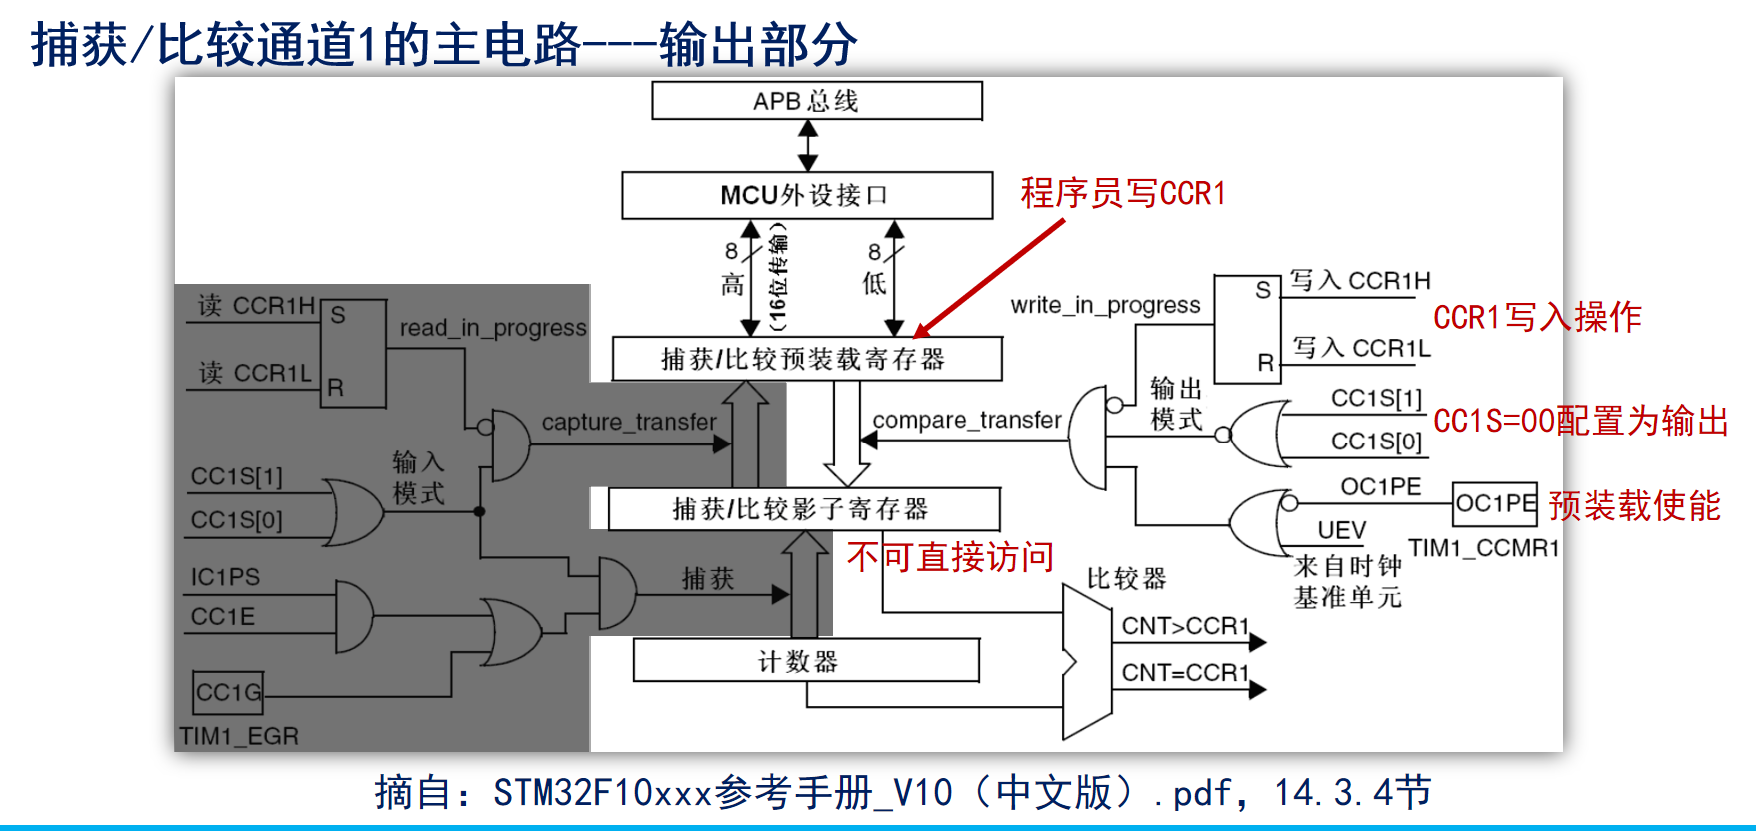 捕获/比较通道1的主电路---输出部分
APB 总线
MCU外设接口
程序员写CCR1
8
高
(16位传输)
8
低
读 CCR1H
S
read_in_progress
读 CCR1L
R
write_in_progress
S
写入 CCR1H
CCR1写入操作
写入 CCR1L
R
捕获/比较预装载寄存器
输出
模式
CC1S[1]
CC1S=00配置为输出
CC1S[0]
capture_transfer
compare_transfer
输入
模式
CC1S[1]
CC1S[0]
捕获/比较影子寄存器
不可直接访问
OC1PE
OC1PE
预装载使能
UEV
TIM1_CCMR1
来自时钟
基准单元
IC1PS
CC1E
捕获
比较器
CNT>CCR1
计数器
CNT=CCR1
CC1G
TIM1_EGR
摘自：STM32F10xxx参考手册_V10（中文版）.pdf，14.3.4节